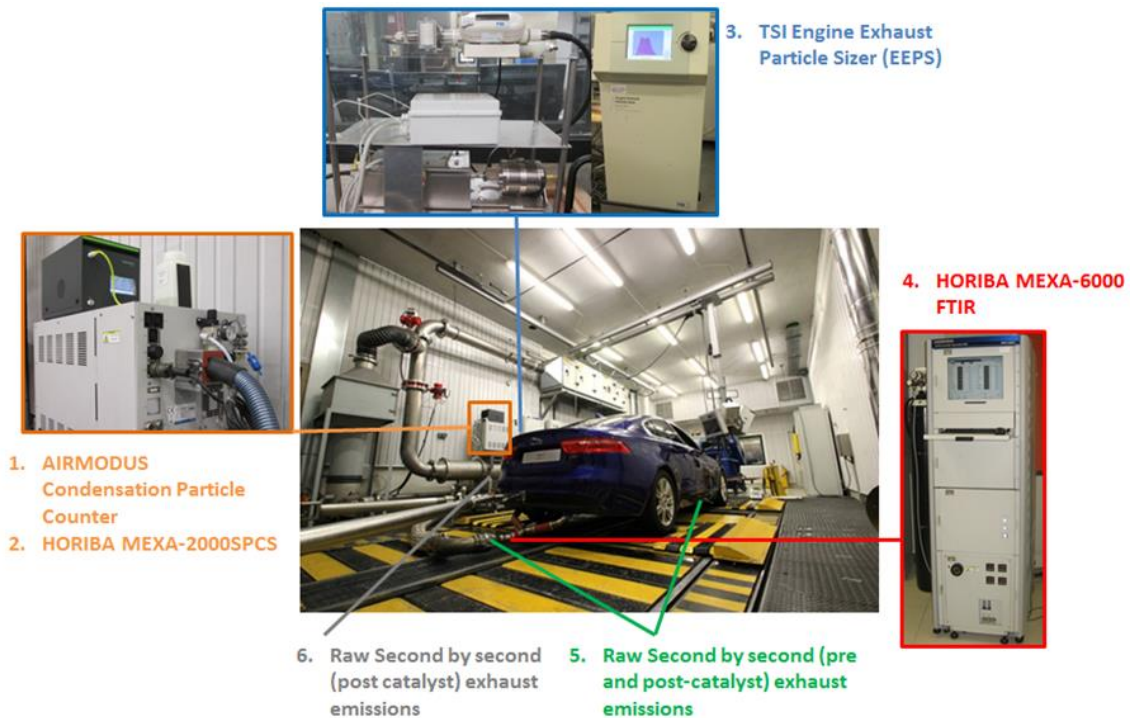 3. TSI Engine Exhaust
Particle Sizer (EEPS)
4. HORIBA MEXA-6000
FTIR
1. AIRMODUS
Condensation Particle
Counter
2. HORIBA MEXA-2000SPCS
6. Raw Second by second
(post catalyst) exhaust
emissions
5. Raw Second by second (pre
and post-catalyst) exhaust
emissions